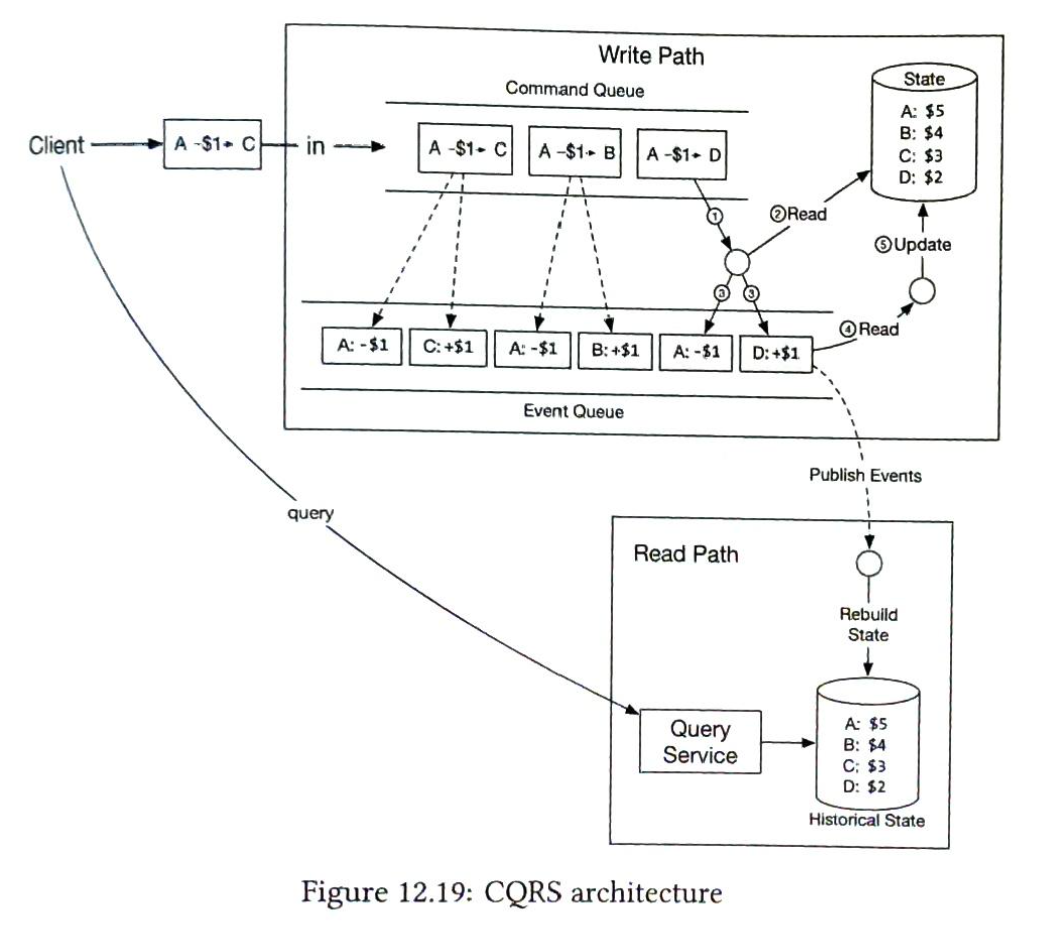 Write Path
Command Queue
State
A: $5
B: $4
C: $3
D: $2
Client
A -$1→ C
in
A -$1→ C
A -$1→ B
A -$1→ D
①
②Read
⑤Update
③
③
④Read
A: -$1
C: +$1
A: -$1
B: +$1
A: -$1
D: +$1
Event Queue
Publish Events
query
Read Path
Rebuild
State
Query
Service
A: $5
B: $4
C: $3
D: $2
Historical State
Figure 12.19: CQRS architecture